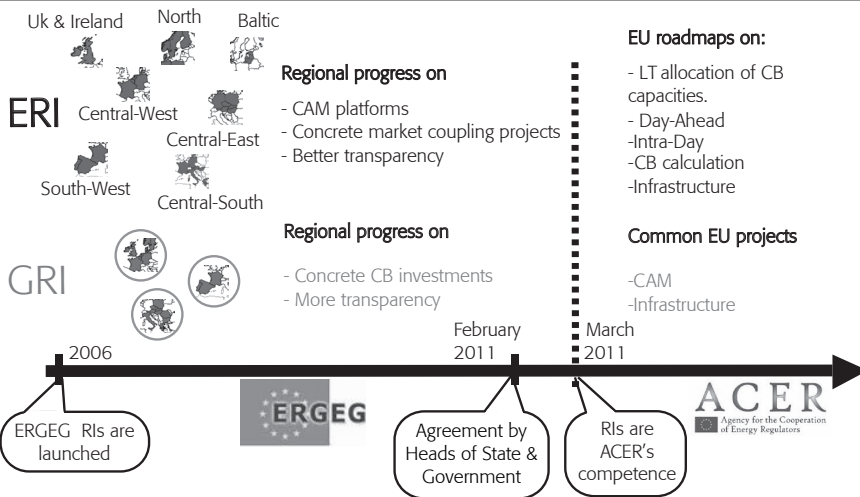 Uk & Ireland
North
Baltic
ERI
Central-West
Central-East
South-West
Central-South
Regional progress on
- CAM platforms
- Concrete market coupling projects
- Better transparency
EU roadmaps on:
- LT allocation of CB
capacities.
- Day-Ahead
-Intra-Day
-CB calculation
-Infrastructure
GRI
Regional progress on
- Concrete CB investments
- More transparency
Common EU projects
-CAM
-Infrastructure
2006
February
2011
March
2011
ERGEG RIs are
launched
ERGEG
Agreement by
Heads of State &
Government
RIs are
ACER's
competence
ACER
Agency for the Cooperation
of Energy Regulators